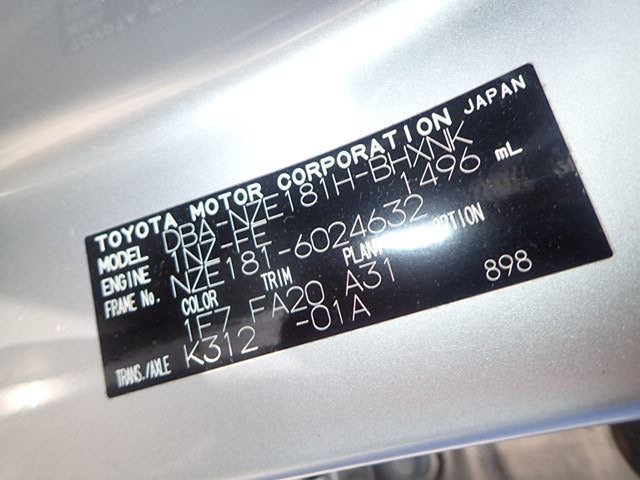 TOYOTA MOTOR CORPORATION JAPAN
MODEL DBA-NZE181H-BHXNK
ENGINE 1NZ-FE 1496 mL
FRAME No. NZE181-6024632
COLOR TRIM PLANT OPTION
1F7 FA20 A31 898
TRANS./AXLE K312 -01A